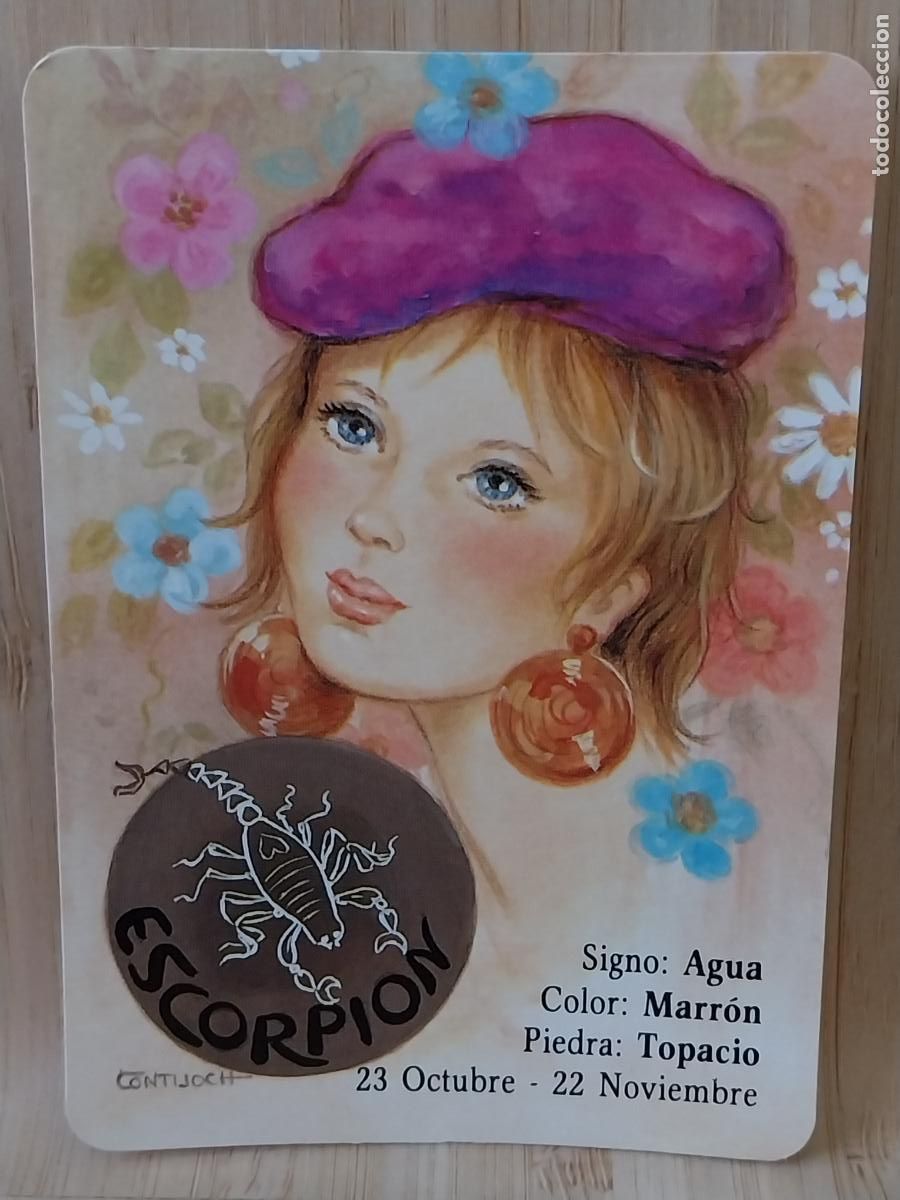 todocoleccion
ESCORPION
Signo: Agua
Color: Marrón
Piedra: Topacio
23 Octubre - 22 Noviembre
CONTIJOCH